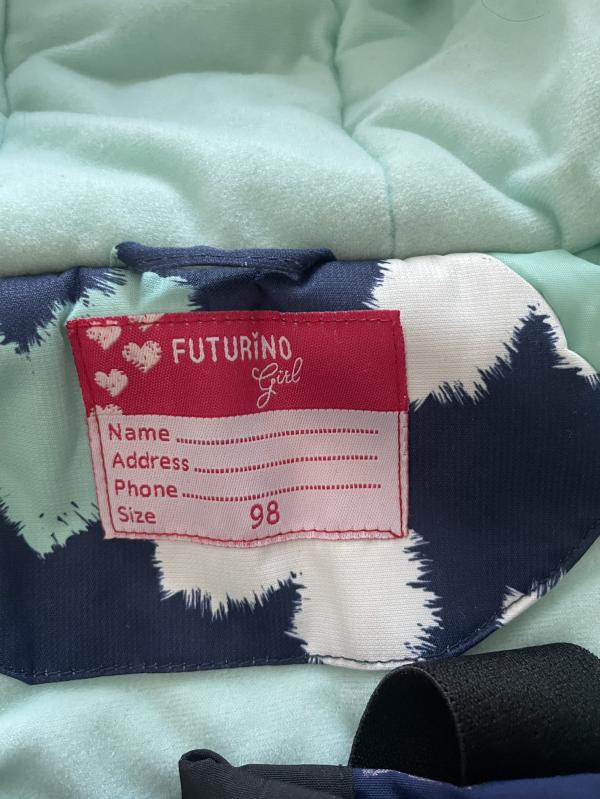 FUTURINO
Girl
Name ........................................
Address ....................................
Phone .......................................
Size 98